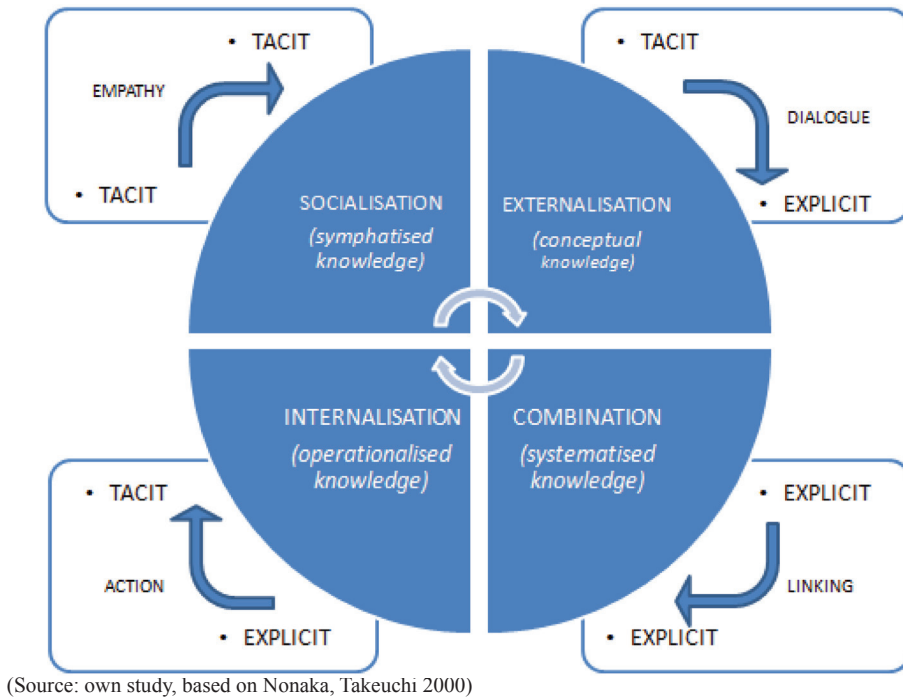 • TACIT
EMPATHY
• TACIT
• TACIT
DIALOGUE
• EXPLICIT
SOCIALISATION
(symphatised
knowledge)
EXTERNALISATION
(conceptual
knowledge)
INTERNALISATION
(operationalised
knowledge)
COMBINATION
(systematised
knowledge)
• TACIT
ACTION
• EXPLICIT
• EXPLICIT
LINKING
• EXPLICIT
(Source: own study, based on Nonaka, Takeuchi 2000)